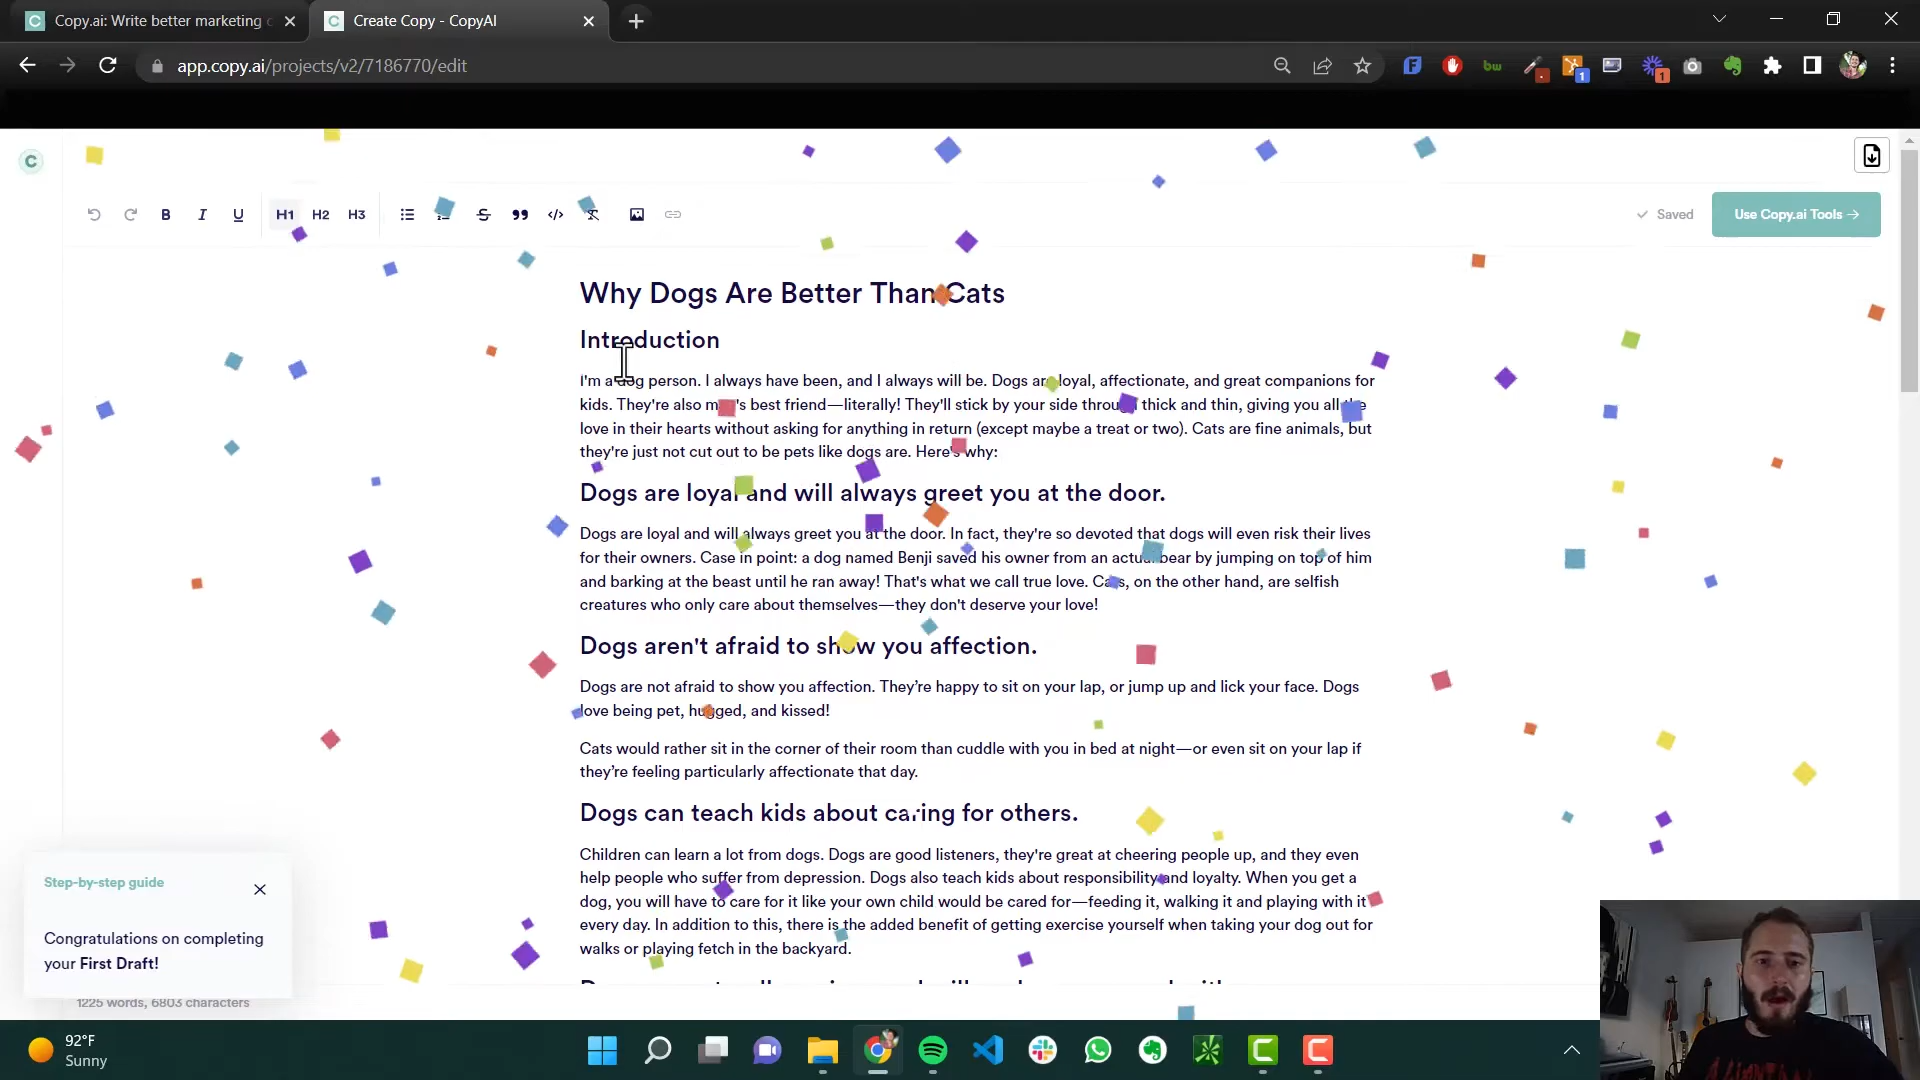 Copy.ai: Write better marketing c
Create Copy - CopyAI
app.copy.ai/projects/v2/7186770/edit
bw
1
1
C
B I U H1 H2 H3
Saved
Use Copy.ai Tools →
Why Dogs Are Better Than Cats
Introduction
I'm a dog person. I always have been, and I always will be. Dogs are loyal, affectionate, and great companions for
kids. They're also man's best friend—literally! They'll stick by your side through thick and thin, giving you all the
love in their hearts without asking for anything in return (except maybe a treat or two). Cats are fine animals, but
they're just not cut out to be pets like dogs are. Here's why:
Dogs are loyal and will always greet you at the door.
Dogs are loyal and will always greet you at the door. In fact, they're so devoted that dogs will even risk their lives
for their owners. Case in point: a dog named Benji saved his owner from an actual bear by jumping on top of him
and barking at the beast until he ran away! That's what we call true love. Cats, on the other hand, are selfish
creatures who only care about themselves—they don't deserve your love!
Dogs aren't afraid to show you affection.
Dogs are not afraid to show you affection. They’re happy to sit on your lap, or jump up and lick your face. Dogs
love being pet, hugged, and kissed!
Cats would rather sit in the corner of their room than cuddle with you in bed at night—or even sit on your lap if
they’re feeling particularly affectionate that day.
Dogs can teach kids about caring for others.
Children can learn a lot from dogs. Dogs are good listeners, they're great at cheering people up, and they even
help people who suffer from depression. Dogs also teach kids about responsibility and loyalty. When you get a
dog, you will have to care for it like your own child would be cared for—feeding it, walking it and playing with it
every day. In addition to this, there is the added benefit of getting exercise yourself when taking your dog out for
walks or playing fetch in the backyard.
Step-by-step guide
Congratulations on completing
your First Draft!
1225 words, 6803 characters
92°F
Sunny